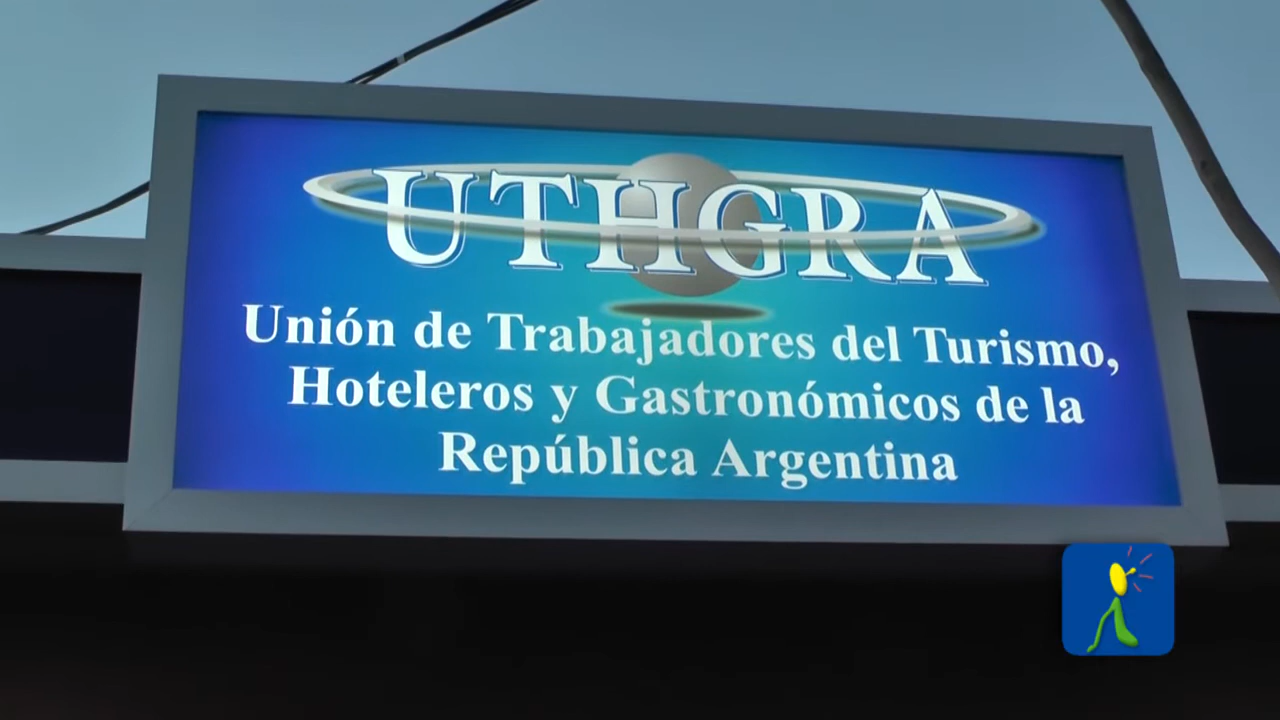 UTHGRA
Unión de Trabajadores del Turismo,
Hoteleros y Gastronómicos de la
República Argentina